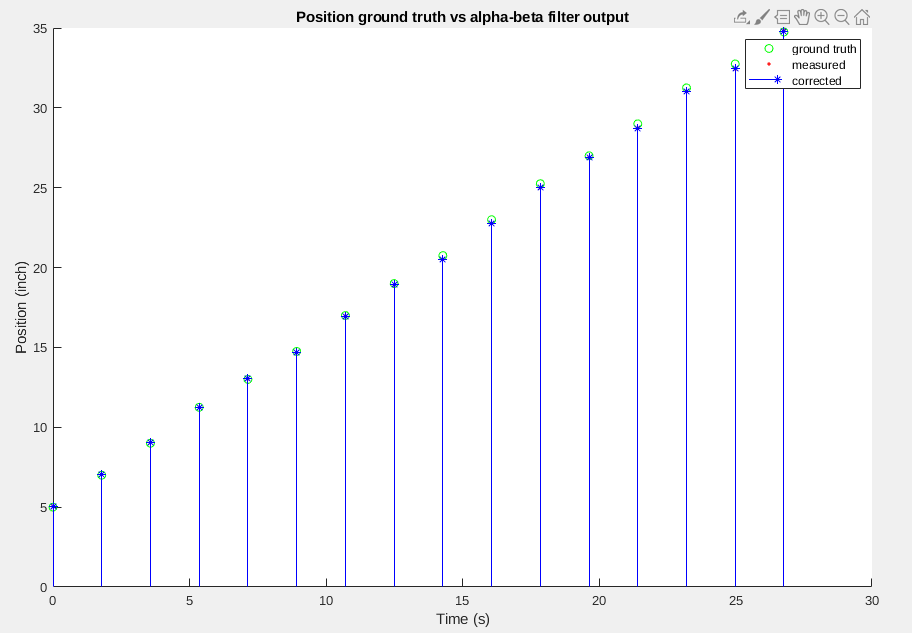 Position ground truth vs alpha-beta filter output
ground truth
measured
corrected
35
30
25
20
15
10
5
0
Position (inch)
0
5
10
15
20
25
30
Time (s)